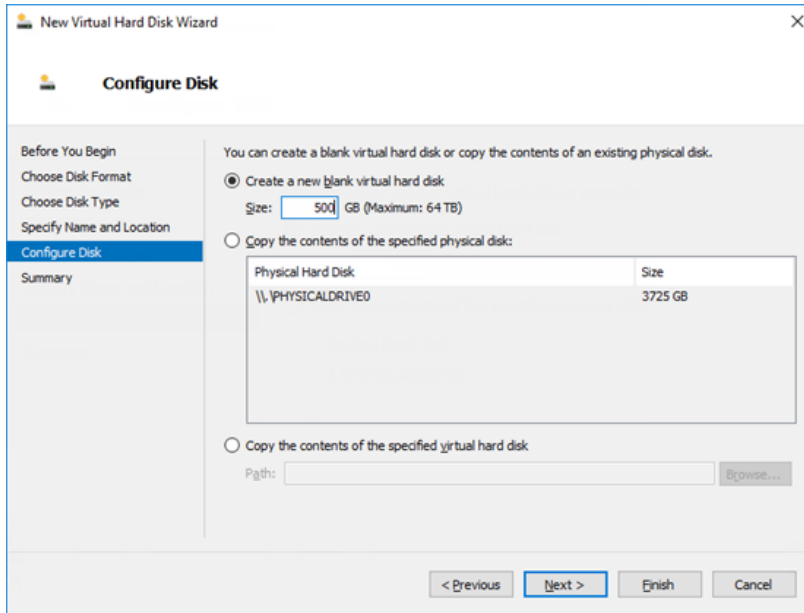 New Virtual Hard Disk Wizard
Configure Disk
Before You Begin
Choose Disk Format
Choose Disk Type
Specify Name and Location
Configure Disk
Summary
You can create a blank virtual hard disk or copy the contents of an existing physical disk.
Create a new blank virtual hard disk
Size: 500 GB (Maximum: 64 TB)
Copy the contents of the specified physical disk:
Physical Hard Disk Size
\\.\PHYSICALDRIVE0 3725 GB
Copy the contents of the specified virtual hard disk
Path: Browse...
< Previous Next > Finish Cancel